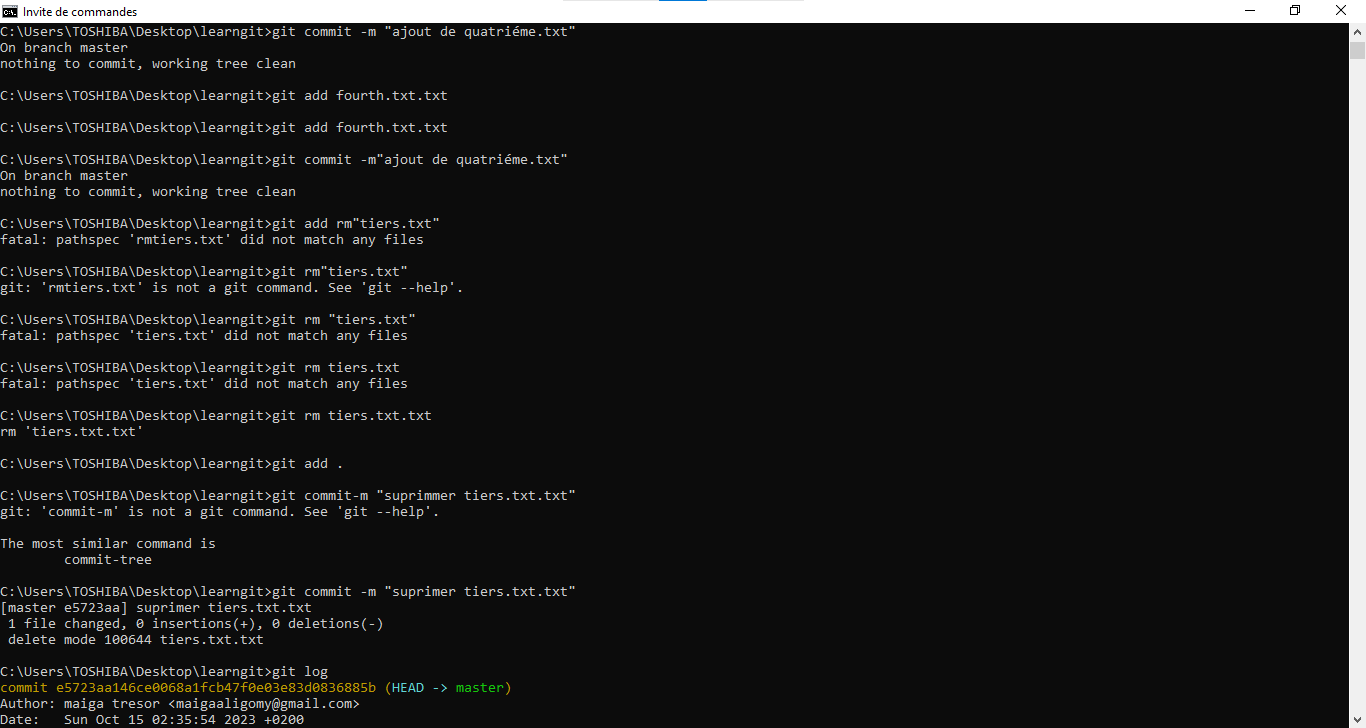 Invite de commandes
C:\Users\TOSHIBA\Desktop\learngit>git commit -m "ajout de quatriéme.txt"
On branch master
nothing to commit, working tree clean
C:\Users\TOSHIBA\Desktop\learngit>git add fourth.txt.txt
C:\Users\TOSHIBA\Desktop\learngit>git add fourth.txt.txt
C:\Users\TOSHIBA\Desktop\learngit>git commit -m"ajout de quatriéme.txt"
On branch master
nothing to commit, working tree clean
C:\Users\TOSHIBA\Desktop\learngit>git add rm"tiers.txt"
fatal: pathspec 'rmtiers.txt' did not match any files
C:\Users\TOSHIBA\Desktop\learngit>git rm"tiers.txt"
git: 'rmtiers.txt' is not a git command. See 'git --help'.
C:\Users\TOSHIBA\Desktop\learngit>git rm "tiers.txt"
fatal: pathspec 'tiers.txt' did not match any files
C:\Users\TOSHIBA\Desktop\learngit>git rm tiers.txt
fatal: pathspec 'tiers.txt' did not match any files
C:\Users\TOSHIBA\Desktop\learngit>git rm tiers.txt.txt
rm 'tiers.txt.txt'
C:\Users\TOSHIBA\Desktop\learngit>git add .
C:\Users\TOSHIBA\Desktop\learngit>git commit-m "suprimmer tiers.txt.txt"
git: 'commit-m' is not a git command. See 'git --help'.
The most similar command is
commit-tree
C:\Users\TOSHIBA\Desktop\learngit>git commit -m "suprimer tiers.txt.txt"
[master e5723aa] suprimer tiers.txt.txt
1 file changed, 0 insertions(+), 0 deletions(-)
delete mode 100644 tiers.txt.txt
C:\Users\TOSHIBA\Desktop\learngit>git log
commit e5723aa146ce0068a1fcb47f0e03e83d0836885b (HEAD -> master)
Author: maiga tresor <maigaaligomy@gmail.com>
Date:   Sun Oct 15 02:35:54 2023 +0200